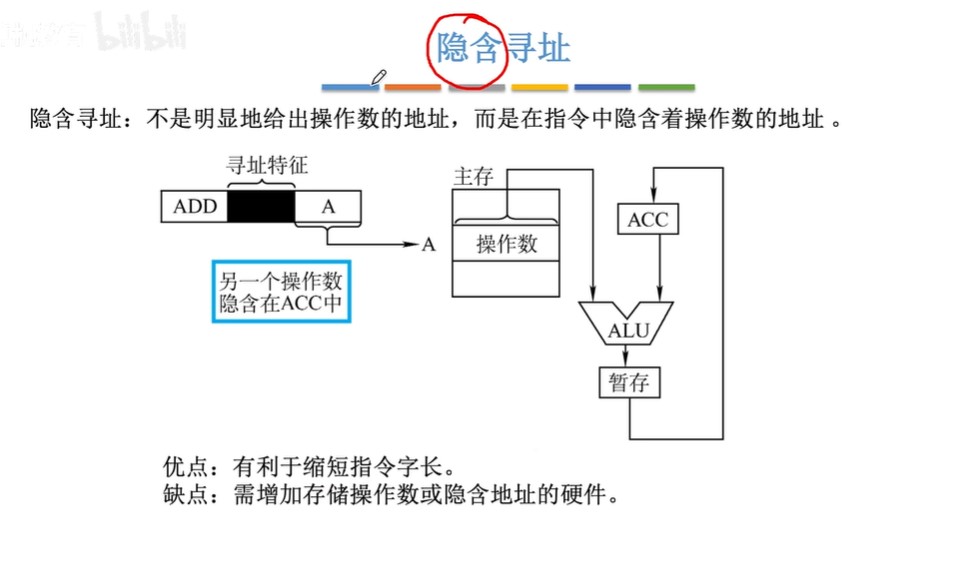 bilibili
隐含寻址
隐含寻址：不是明显地给出操作数的地址，而是在指令中隐含着操作数的地址 。
寻址特征
ADD
A
A
另一个操作数
隐含在ACC中
主存
操作数
ACC
ALU
暂存
优点：有利于缩短指令字长。
缺点：需增加存储操作数或隐含地址的硬件。